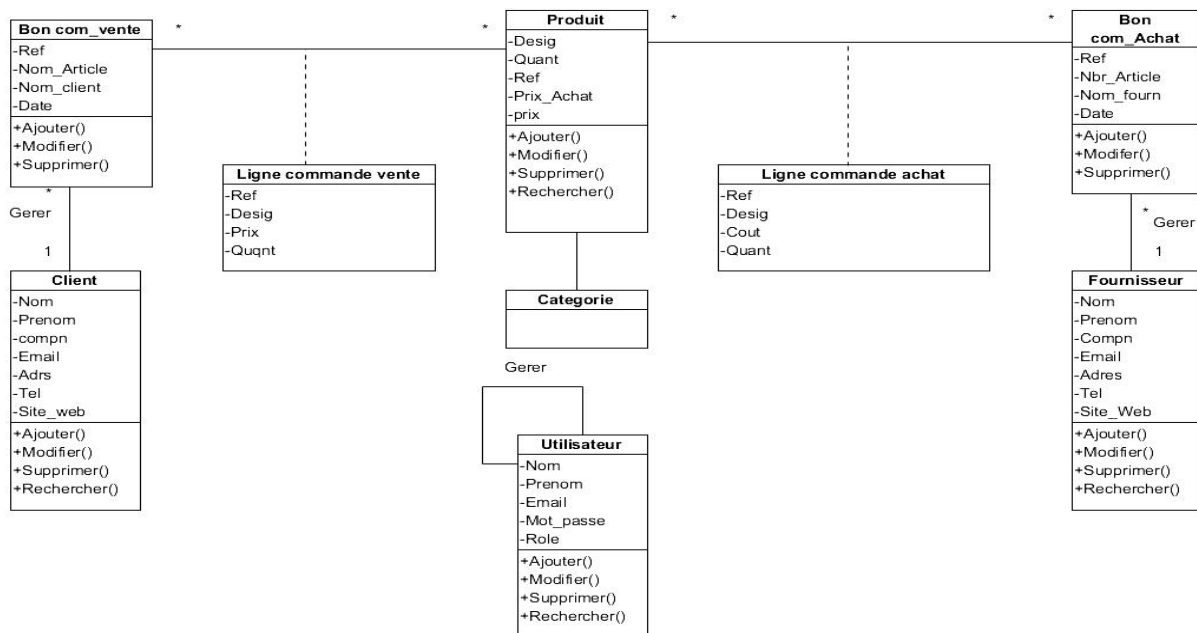 Bon com_vente
-Ref
-Nom_Article
-Nom_client
-Date
+Ajouter()
+Modifier()
+Supprimer()
*
*
Produit
-Desig
-Quant
-Ref
-Prix_Achat
-prix
+Ajouter()
+Modifier()
+Supprimer()
+Rechercher()
*
*
Bon
com_Achat
-Ref
-Nbr_Article
-Nom_fourn
-Date
+Ajouter()
+Modifer()
+Supprimer()
Ligne commande vente
-Ref
-Desig
-Prix
-Quqnt
Ligne commande achat
-Ref
-Desig
-Cout
-Quant
*
Gerer
1
*
Gerer
1
Client
-Nom
-Prenom
-compn
-Email
-Adrs
-Tel
-Site_web
+Ajouter()
+Modifier()
+Supprimer()
+Rechercher()
Categorie
Gerer
Utilisateur
-Nom
-Prenom
-Email
-Mot_passe
-Role
+Ajouter()
+Modifier()
+Supprimer()
+Rechercher()
Fournisseur
-Nom
-Prenom
-Compn
-Email
-Adres
-Tel
-Site_Web
+Ajouter()
+Modifier()
+Supprimer()
+Rechercher()